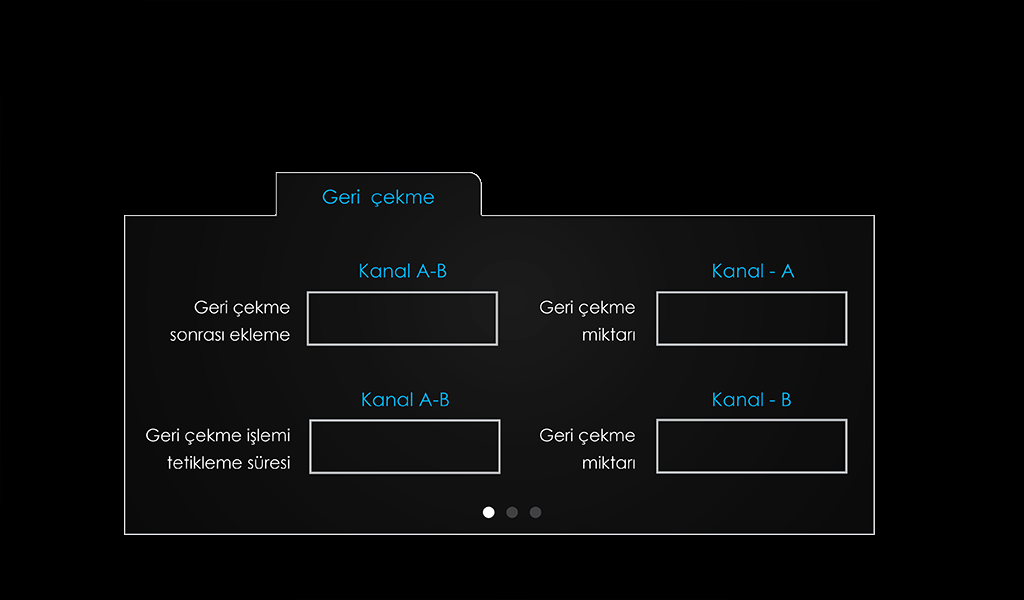 Geri çekme
Kanal A-B
Geri çekme
sonrası ekleme
Kanal - A
Geri çekme
miktarı
Kanal A-B
Geri çekme işlemi
tetikleme süresi
Kanal - B
Geri çekme
miktarı